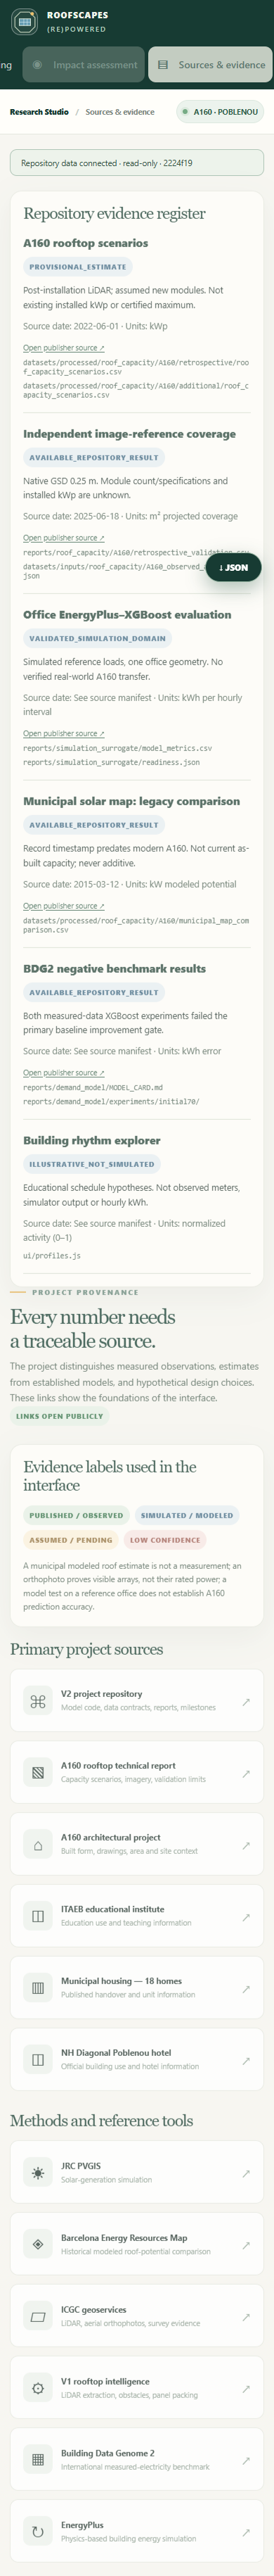 ROOFSCAPES
(RE)POWERED
ng
Impact assessment
Sources & evidence
Research Studio / Sources & evidence
A160 · POBLENOU
Repository data connected · read-only · 2224f19
Repository evidence register
A160 rooftop scenarios
PROVISIONAL_ESTIMATE
Post-installation LiDAR; assumed new modules. Not
existing installed kWp or certified maximum.
Source date: 2022-06-01 · Units: kWp
Open publisher source ↗
datasets/processed/roof_capacity/A160/retrospective/roo
f_capacity_scenarios.csv
datasets/processed/roof_capacity/A160/additional/roof_c
apacity_scenarios.csv
Independent image-reference coverage
AVAILABLE_REPOSITORY_RESULT
Native GSD 0.25 m. Module count/specifications and
installed kWp are unknown.
Source date: 2025-06-18 · Units: m² projected coverage
Open publisher source ↗
reports/roof_capacity/A160/retrospective_validation.csv
datasets/inputs/roof_capacity/A160_observed_
json
↓ JSON
Office EnergyPlus–XGBoost evaluation
VALIDATED_SIMULATION_DOMAIN
Simulated reference loads, one office geometry. No
verified real-world A160 transfer.
Source date: See source manifest · Units: kWh per hourly
interval
Open publisher source ↗
reports/simulation_surrogate/model_metrics.csv
reports/simulation_surrogate/readiness.json
Municipal solar map: legacy comparison
AVAILABLE_REPOSITORY_RESULT
Record timestamp predates modern A160. Not current as-
built capacity; never additive.
Source date: 2015-03-12 · Units: kW modeled potential
Open publisher source ↗
datasets/processed/roof_capacity/A160/municipal_map_com
parison.csv
BDG2 negative benchmark results
AVAILABLE_REPOSITORY_RESULT
Both measured-data XGBoost experiments failed the
primary baseline improvement gate.
Source date: See source manifest · Units: kWh error
Open publisher source ↗
reports/demand_model/MODEL_CARD.md
reports/demand_model/experiments/initial70/
Building rhythm explorer
ILLUSTRATIVE_NOT_SIMULATED
Educational schedule hypotheses. Not observed meters,
simulator output or hourly kWh.
Source date: See source manifest · Units: normalized
activity (0–1)
ui/profiles.js
PROJECT PROVENANCE
Every number needs
a traceable source.
The project distinguishes measured observations, estimates
from established models, and hypothetical design choices.
These links show the foundations of the interface.
LINKS OPEN PUBLICLY
Evidence labels used in the
interface
PUBLISHED / OBSERVED
SIMULATED / MODELED
ASSUMED / PENDING
LOW CONFIDENCE
A municipal modeled roof estimate is not a measurement; an
orthophoto proves visible arrays, not their rated power; a
model test on a reference office does not establish A160
prediction accuracy.
Primary project sources
V2 project repository
Model code, data contracts, reports, milestones
A160 rooftop technical report
Capacity scenarios, imagery, validation limits
A160 architectural project
Built form, drawings, area and site context
ITAEB educational institute
Education use and teaching information
Municipal housing — 18 homes
Published handover and unit information
NH Diagonal Poblenou hotel
Official building use and hotel information
Methods and reference tools
JRC PVGIS
Solar-generation simulation
Barcelona Energy Resources Map
Historical modeled roof-potential comparison
ICGC geoservices
LiDAR, aerial orthophotos, survey evidence
V1 rooftop intelligence
LiDAR extraction, obstacles, panel packing
Building Data Genome 2
International measured-electricity benchmark
EnergyPlus
Physics-based building energy simulation